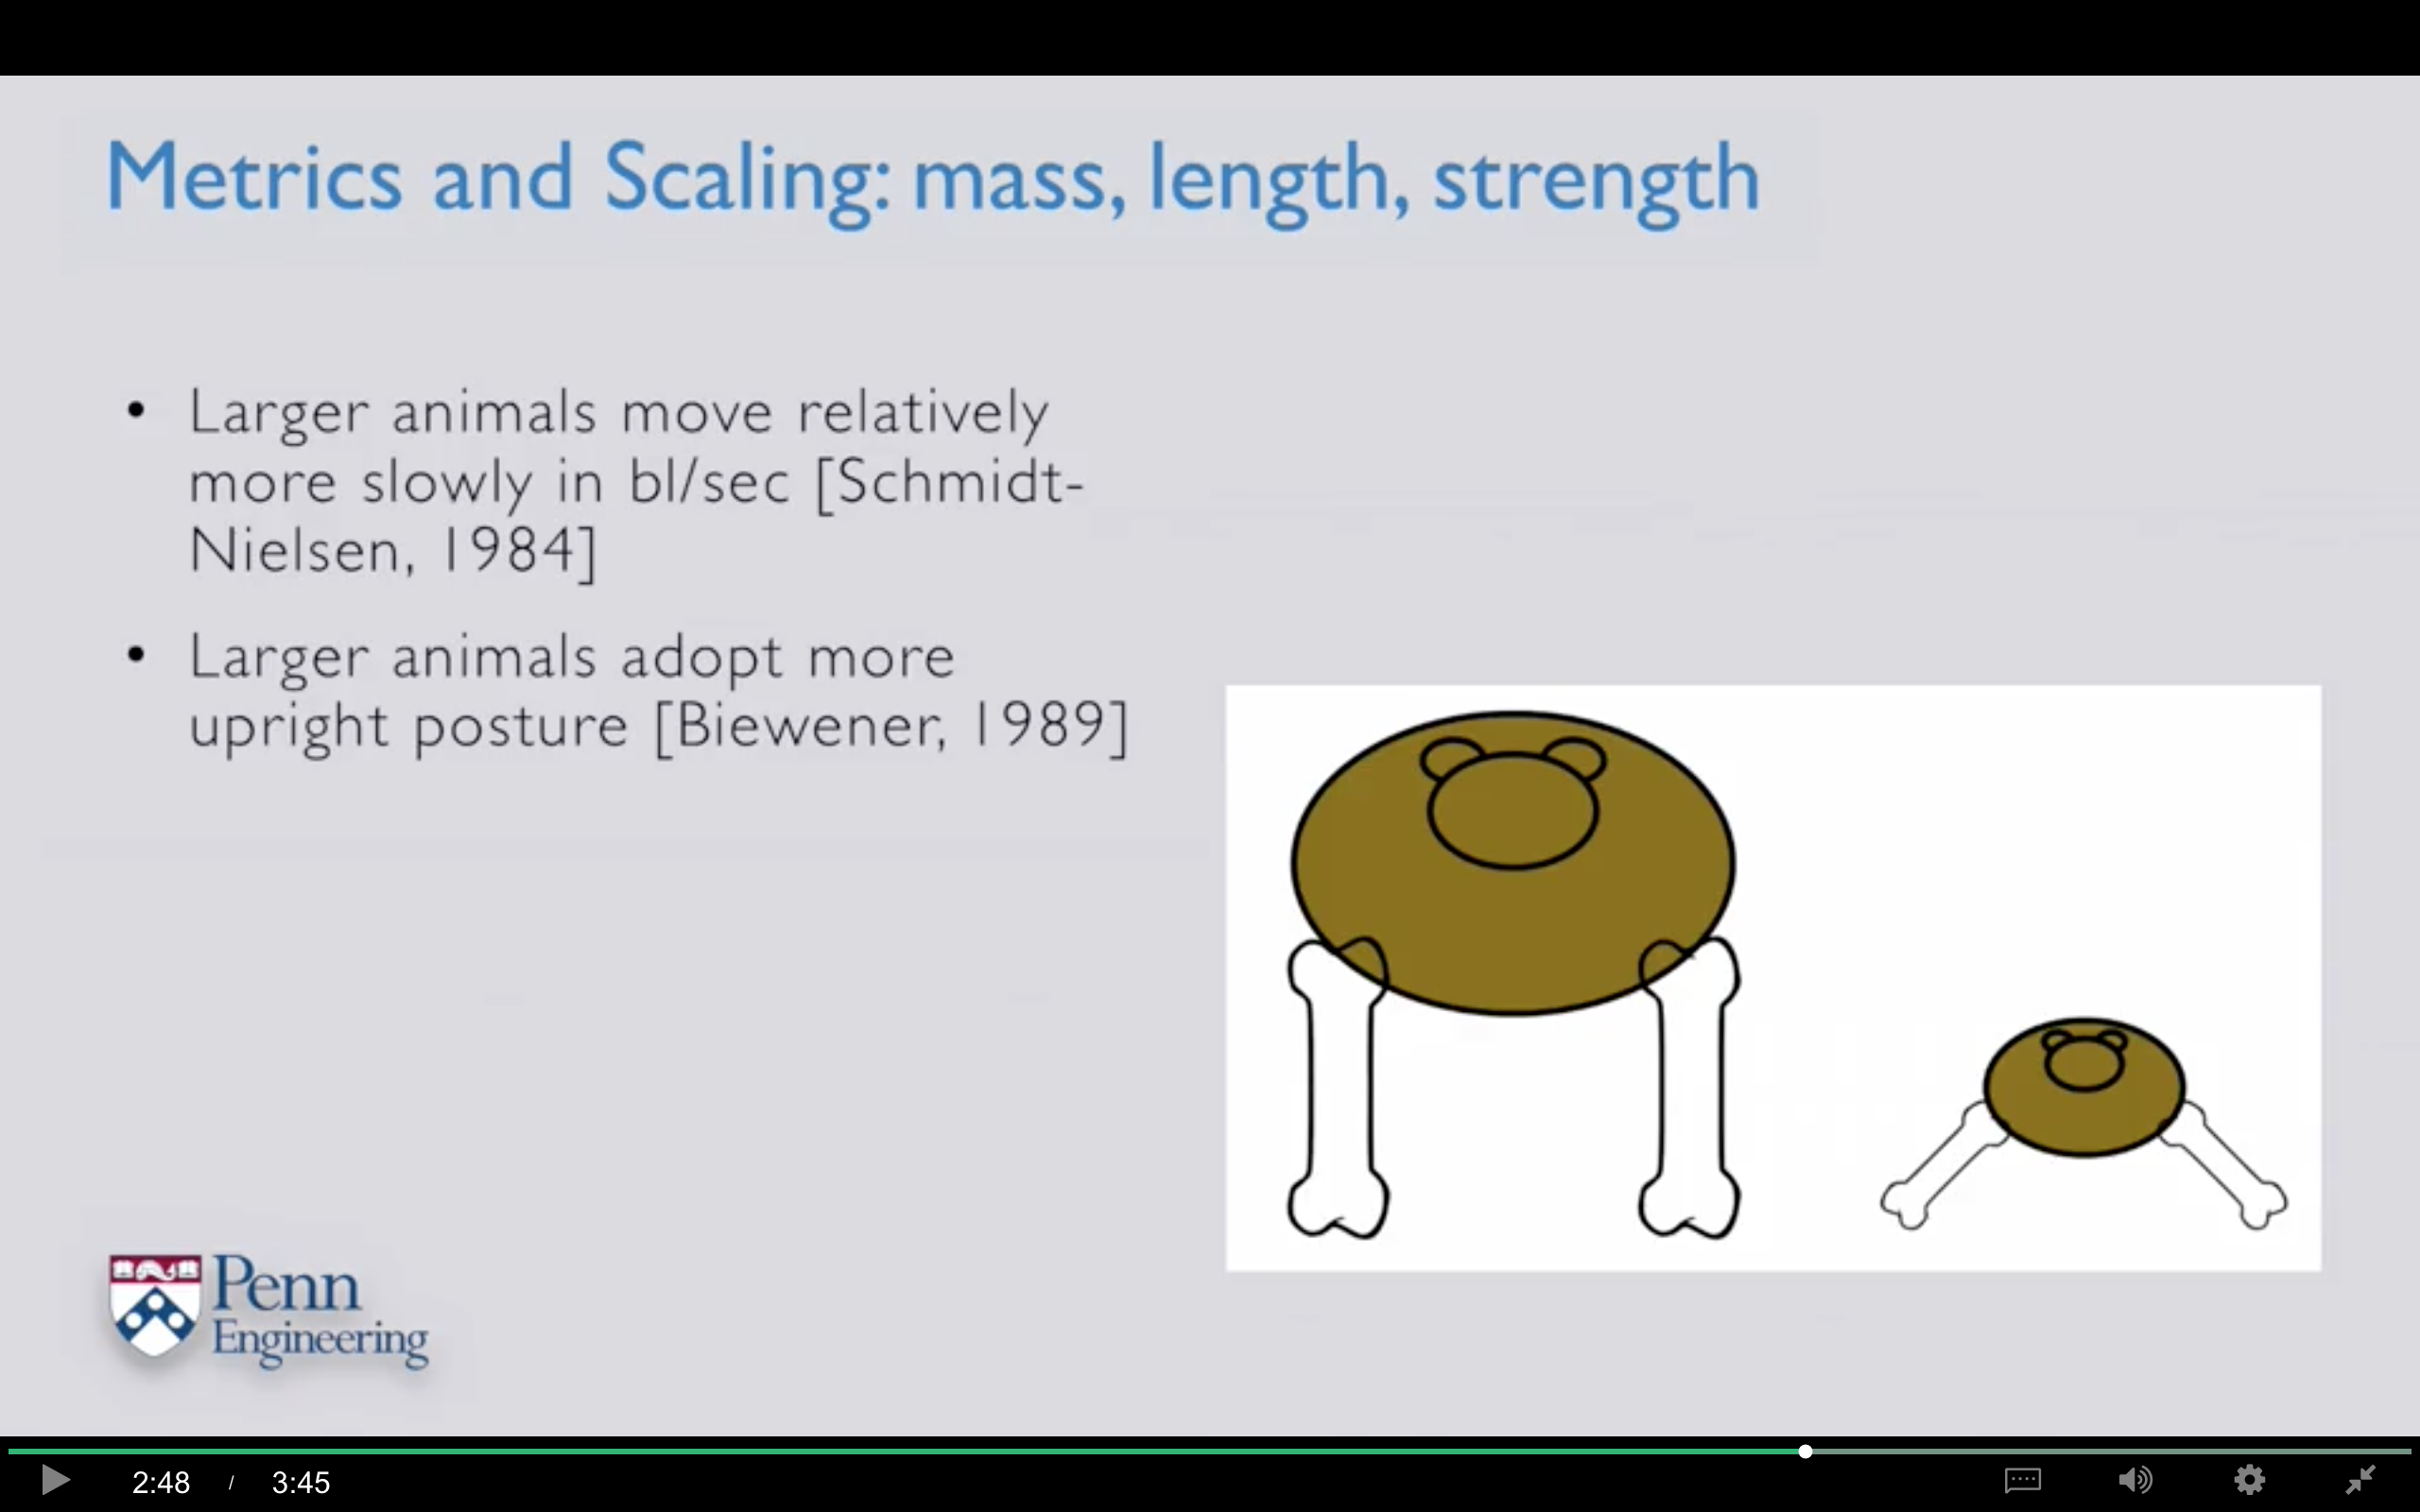 Metrics and Scaling: mass, length, strength
• Larger animals move relatively
more slowly in bl/sec [Schmidt-
Nielsen, 1984]
• Larger animals adopt more
upright posture [Biewener, 1989]
Penn
Engineering
2:48 / 3:45